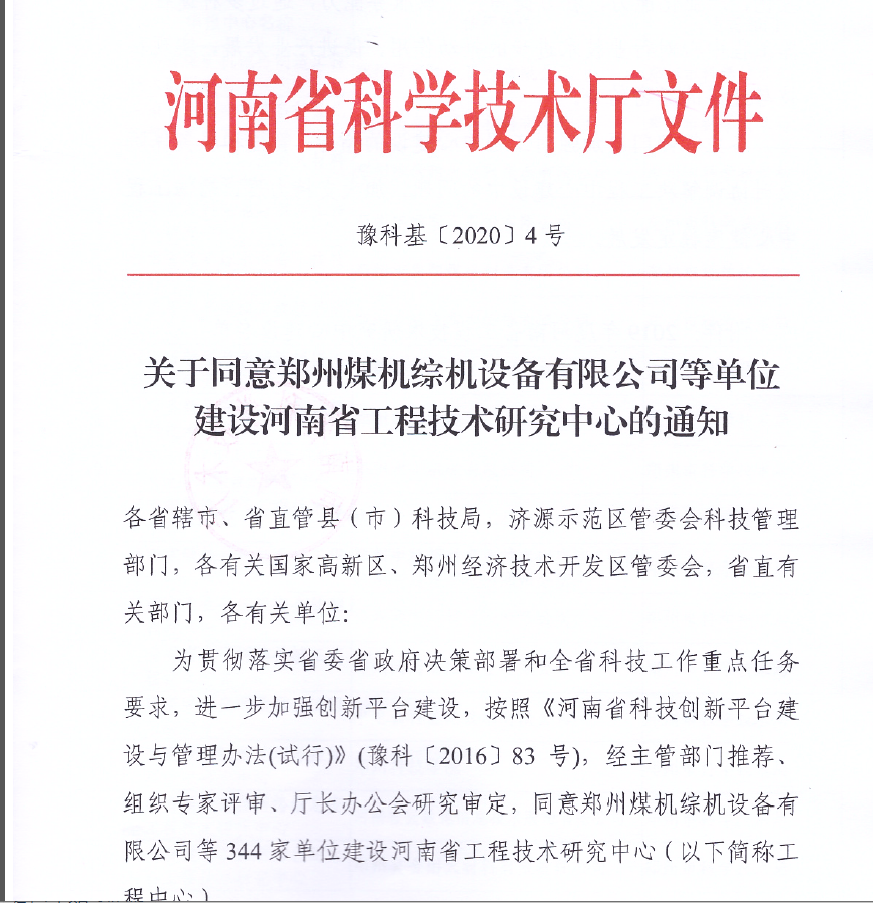 河南省科学技术厅文件
豫科基〔2020〕4 号
关于同意郑州煤机综机设备有限公司等单位
建设河南省工程技术研究中心的通知
各省辖市、省直管县（市）科技局，济源示范区管委会科技管理
部门，各有关国家高新区、郑州经济技术开发区管委会，省直有
关部门，各有关单位：
为贯彻落实省委省政府决策部署和全省科技工作重点任务
要求，进一步加强创新平台建设，按照《河南省科技创新平台建
设与管理办法(试行)》(豫科〔2016〕83 号)，经主管部门推荐、
组织专家评审、厅长办公会研究审定，同意郑州煤机综机设备有
限公司等 344 家单位建设河南省工程技术研究中心（以下简称工
程中心）